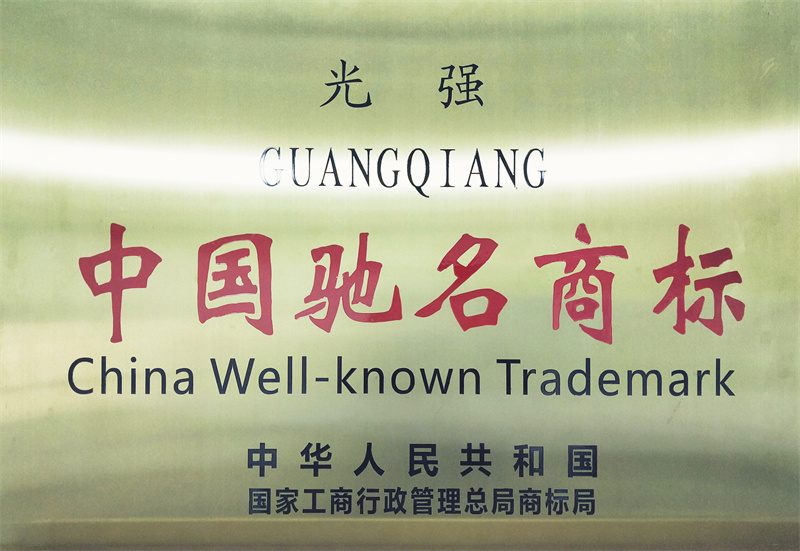 光 强
GUANGQIANG
中国驰名商标
China Well-known Trademark
中华人民共和国
国家工商行政管理总局商标局